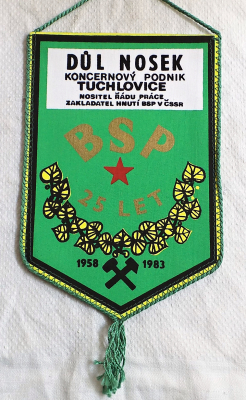 DŮL NOSEK
KONCERNOVÝ PODNIK
TUCHLOVICE
NOSITEL ŘÁDU PRÁCE
ZAKLADATEL HNUTÍ BSP V ČSSR
BSP
25 LET
1958 1983